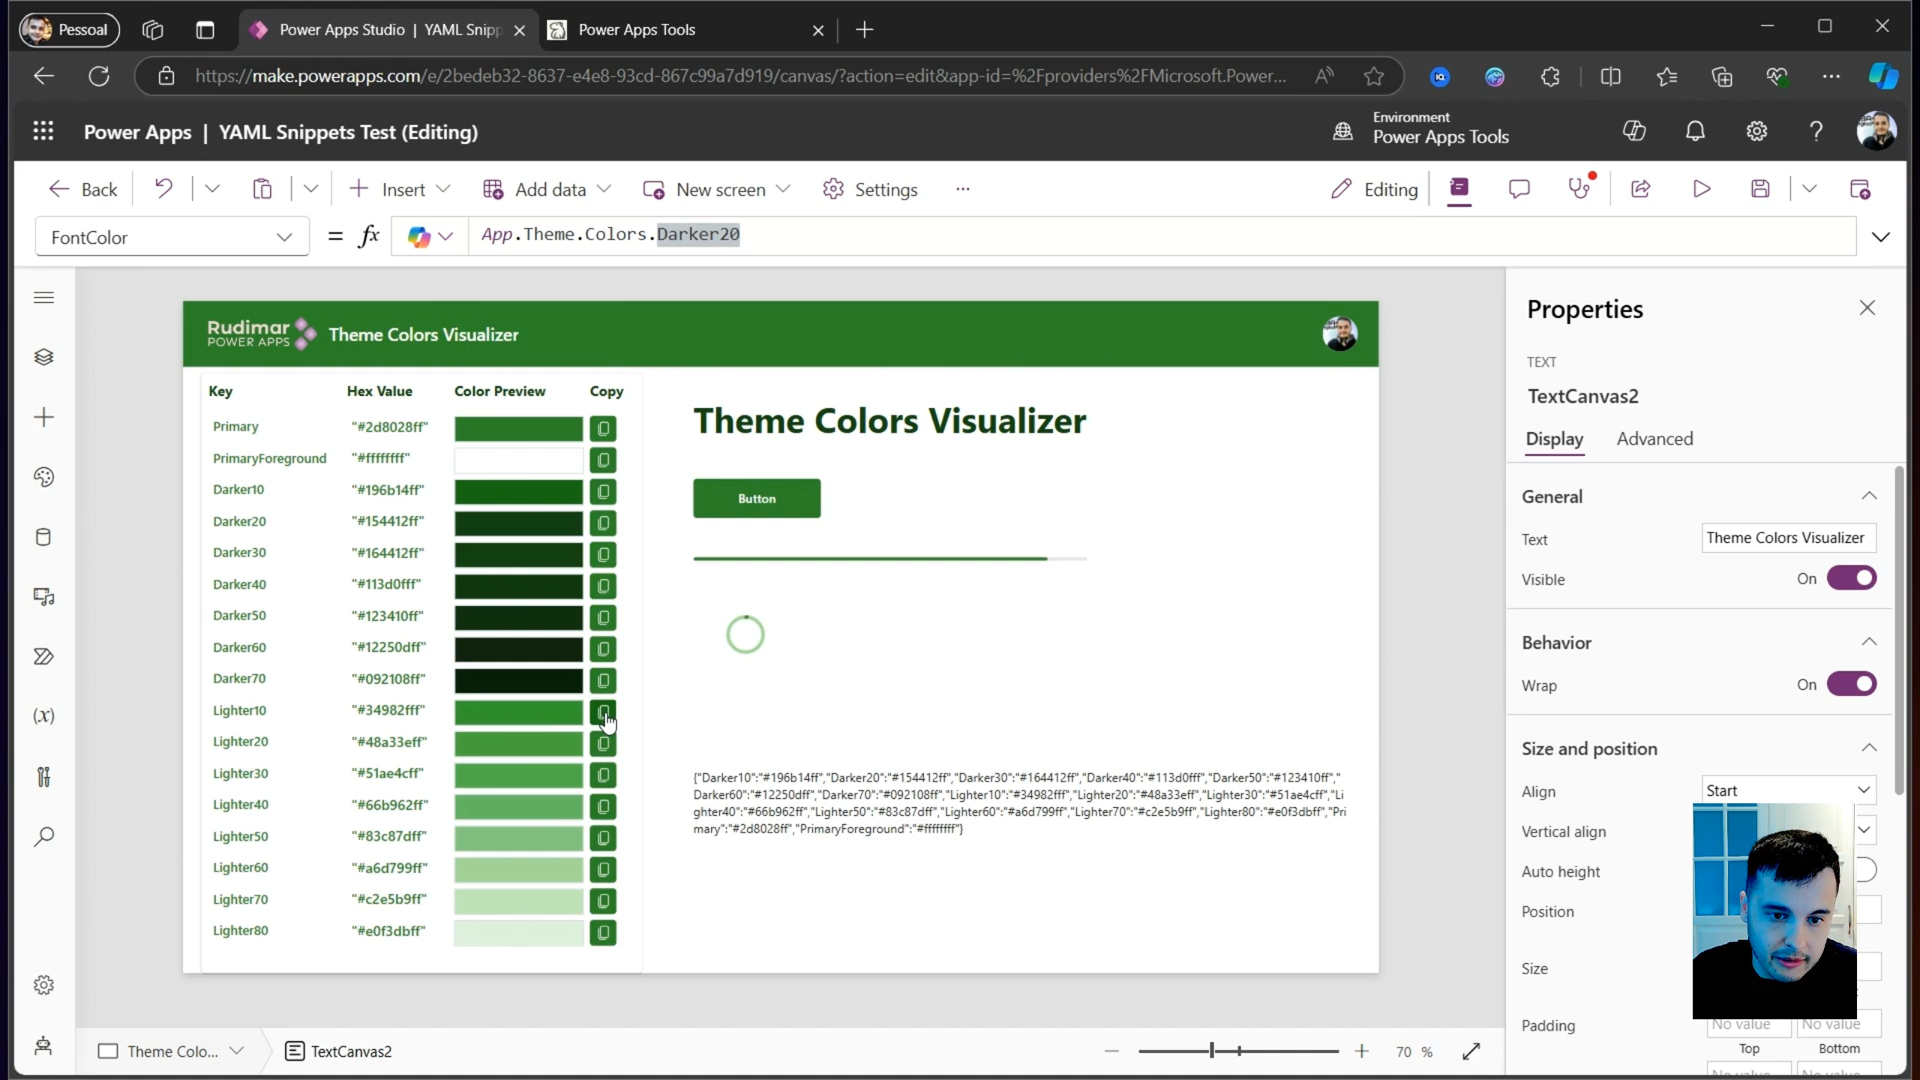 Pessoal
Power Apps Studio | YAML Snipp
Power Apps Tools
https://make.powerapps.com/e/2bedeb32-8637-e4e8-93cd-867c99a7d919/canvas/?action=edit&app-id=%2Fproviders%2FMicrosoft.Power...
Power Apps | YAML Snippets Test (Editing)
Environment
Power Apps Tools
Back
Insert
Add data
New screen
Settings
...
Editing
FontColor
= fx
App.Theme.Colors.Darker20
Rudimar
POWER APPS
Theme Colors Visualizer
Key Hex Value Color Preview Copy
Primary "#2d8028ff"
PrimaryForeground "#ffffffff"
Darker10 "#196b14ff"
Darker20 "#154412ff"
Darker30 "#164412ff"
Darker40 "#113d0fff"
Darker50 "#123410ff"
Darker60 "#12250dff"
Darker70 "#092108ff"
Lighter10 "#34982fff"
Lighter20 "#48a33eff"
Lighter30 "#51ae4cff"
Lighter40 "#66b962ff"
Lighter50 "#83c87dff"
Lighter60 "#a6d799ff"
Lighter70 "#c2e5b9ff"
Lighter80 "#e0f3dbff"
Theme Colors Visualizer
Button
{"Darker10":"#196b14ff","Darker20":"#154412ff","Darker30":"#164412ff","Darker40":"#113d0fff","Darker50":"#123410ff","
Darker60":"#12250dff","Darker70":"#092108ff","Lighter10":"#34982fff","Lighter20":"#48a33eff","Lighter30":"#51ae4cff","Li
ghter40":"#66b962ff","Lighter50":"#83c87dff","Lighter60":"#a6d799ff","Lighter70":"#c2e5b9ff","Lighter80":"#e0f3dbff","Pri
mary":"#2d8028ff","PrimaryForeground":"#ffffffff"}
Properties
TEXT
TextCanvas2
Display Advanced
General
Text Theme Colors Visualizer
Visible On
Behavior
Wrap On
Size and position
Align Start
Vertical align
Auto height
Position
Size
Padding No value No value
Top Bottom
Theme Colo...
TextCanvas2
70 %